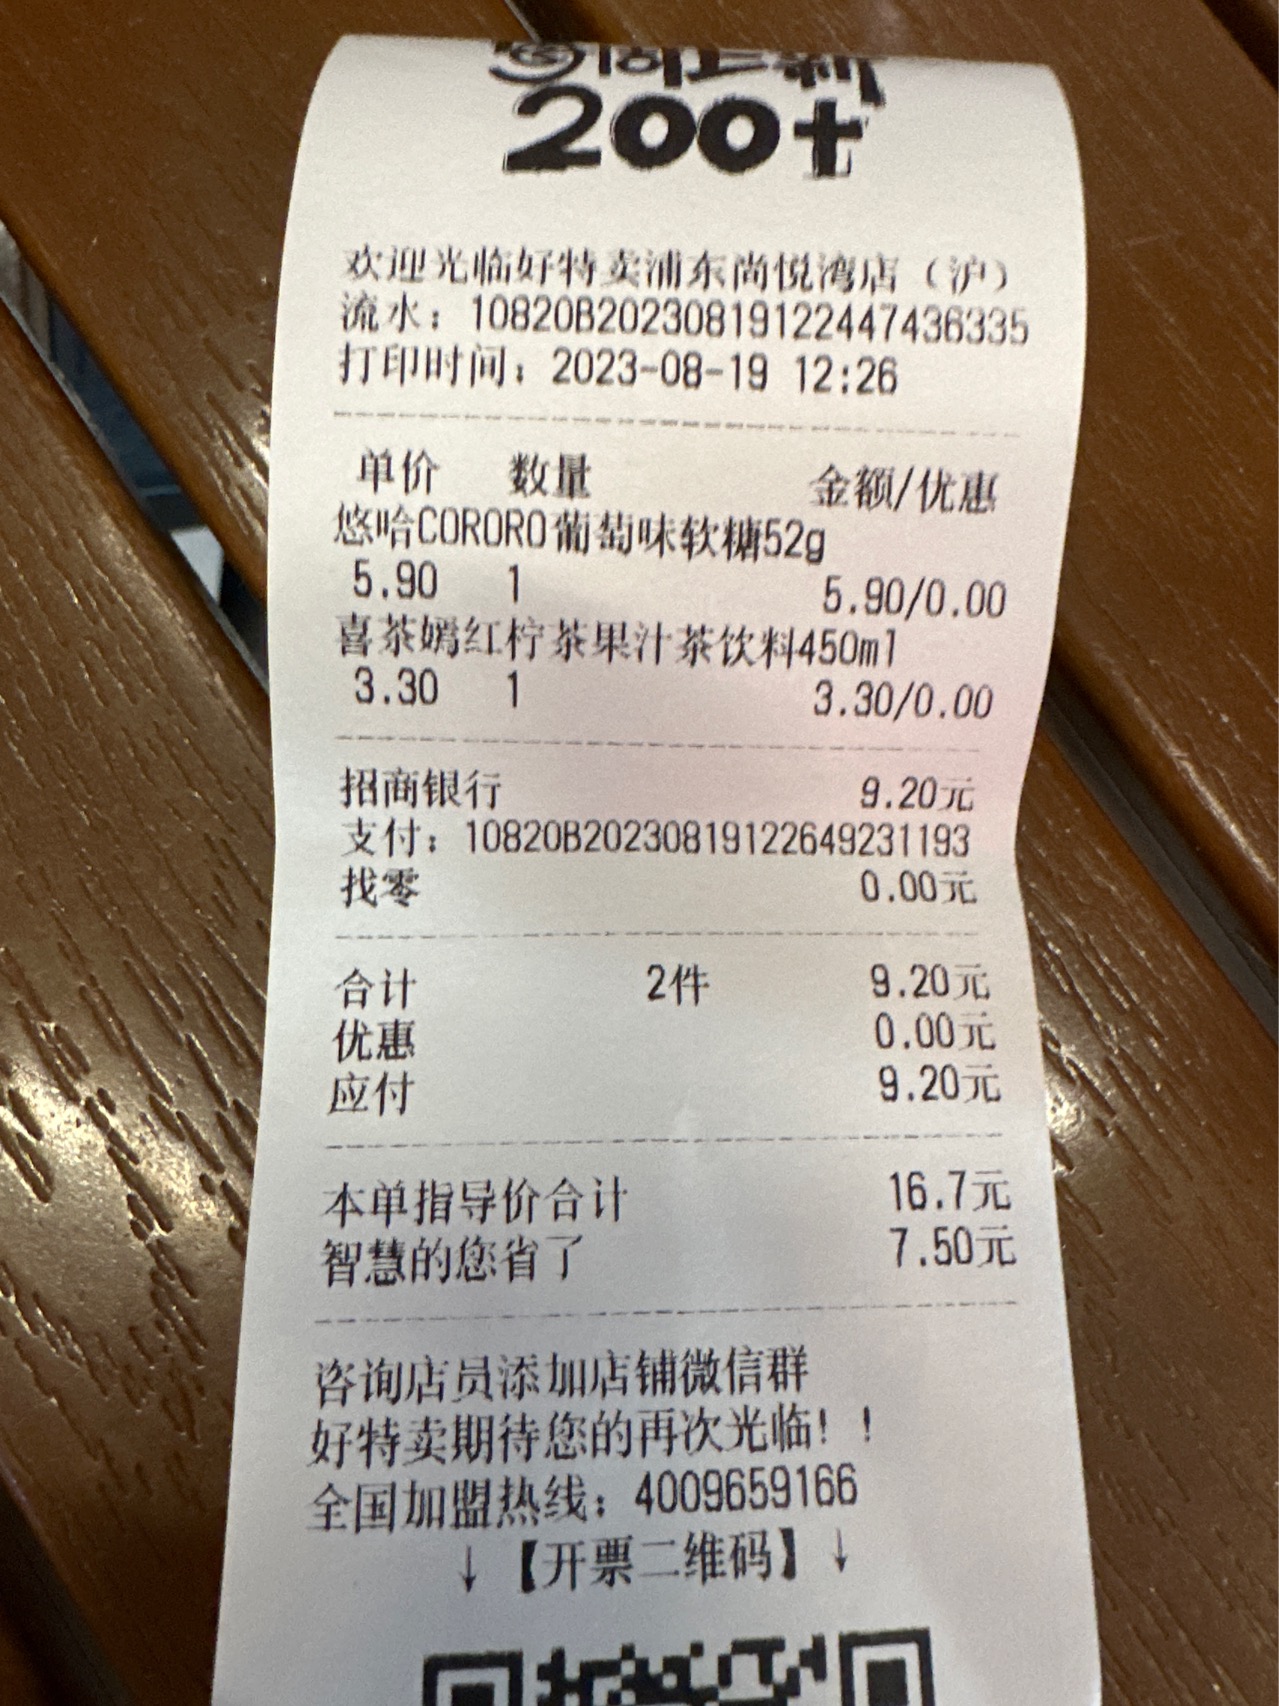 周上新
200+
欢迎光临好特卖浦东尚悦湾店（沪）
流水：10820B20230819122447436335
打印时间：2023-08-19 12:26
单价 数量 金额/优惠
悠哈CORORO葡萄味软糖52g
5.90 1 5.90/0.00
喜茶嫣红柠茶果汁茶饮料450ml
3.30 1 3.30/0.00
招商银行 9.20元
支付：10820B20230819122649231193
找零 0.00元
合计 2件 9.20元
优惠 0.00元
应付 9.20元
本单指导价合计 16.7元
智慧的您省了 7.50元
咨询店员添加店铺微信群
好特卖期待您的再次光临！！
全国加盟热线：4009659166
↓【开票二维码】↓